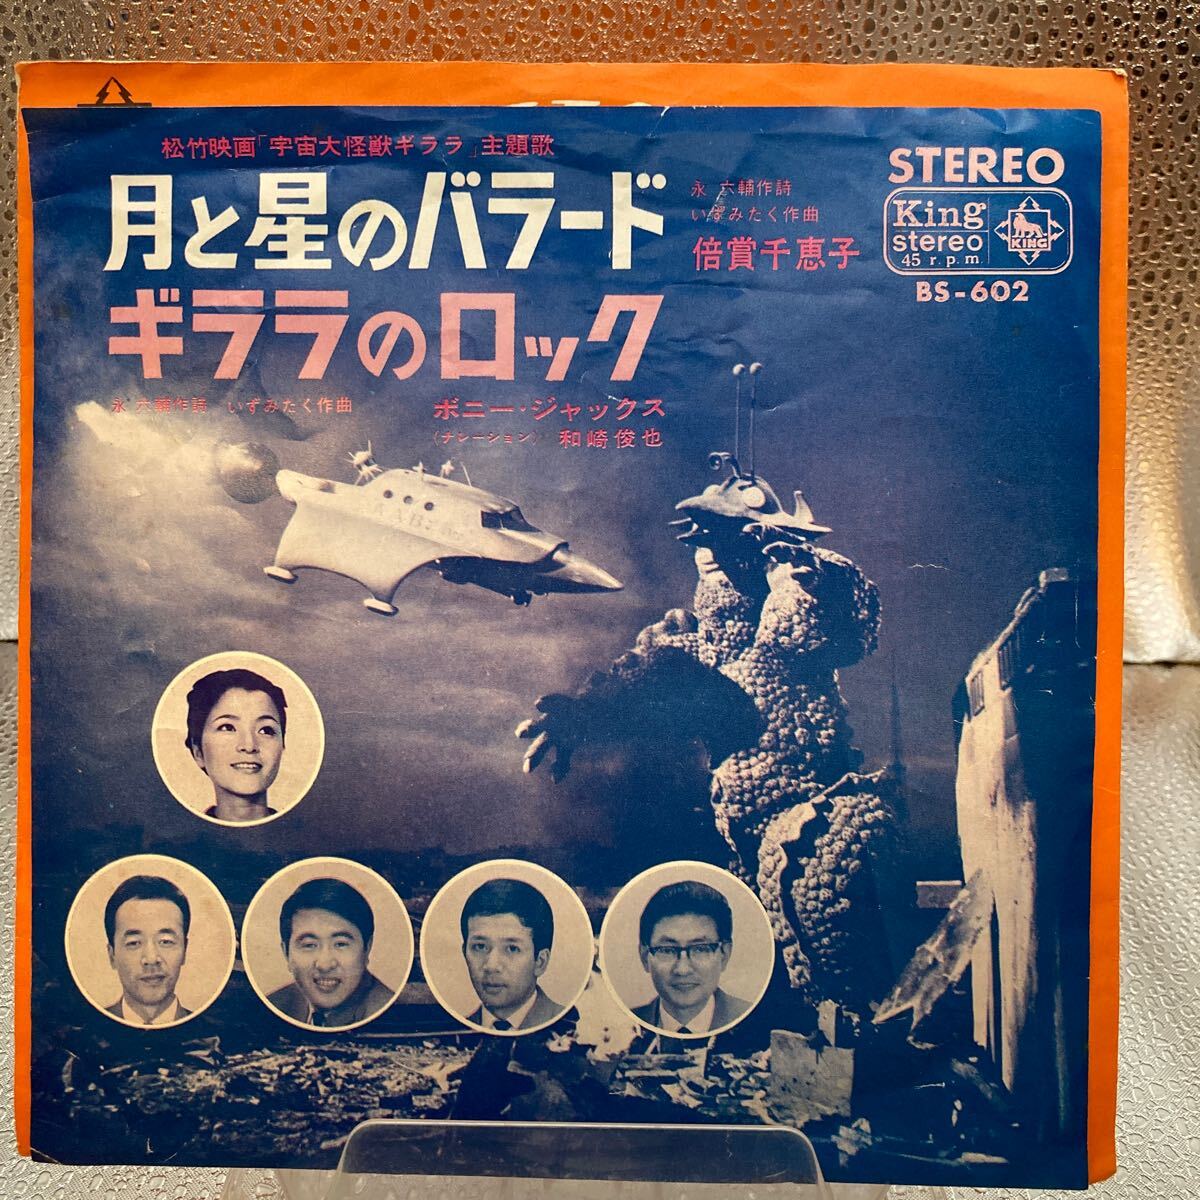 松竹映画「宇宙大怪獣ギララ」主題歌
月と星のバラード
永 六輔作詩
いずみたく作曲
倍賞千恵子
ギララのロック
永 六輔作詩 いずみたく作曲
ボニー・ジャックス
（ナレーション） 和崎俊也
STEREO
King
stereo
45 r.p.m.
KING
BS-602